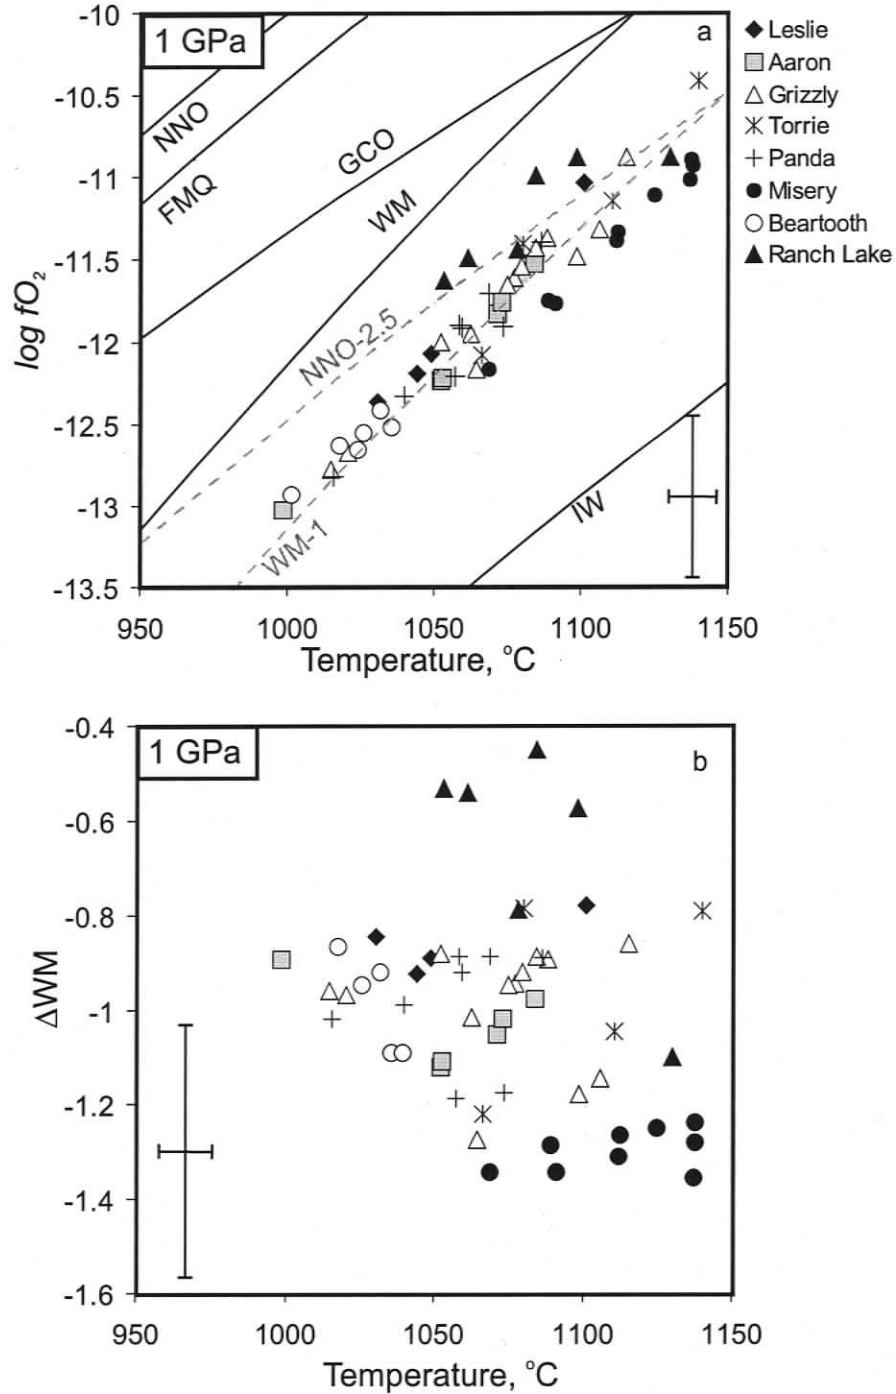 1 GPa
a
-10
-10.5
-11
-11.5
-12
-12.5
-13
-13.5
log fO2
NNO
FMQ
GCO
WM
NNO-2.5
WM-1
IW
950
1000
1050
1100
1150
Temperature, °C
Leslie
Aaron
Grizzly
Torrie
Panda
Misery
Beartooth
Ranch Lake
1 GPa
b
-0.4
-0.6
-0.8
-1
-1.2
-1.4
-1.6
ΔWM
950
1000
1050
1100
1150
Temperature, °C